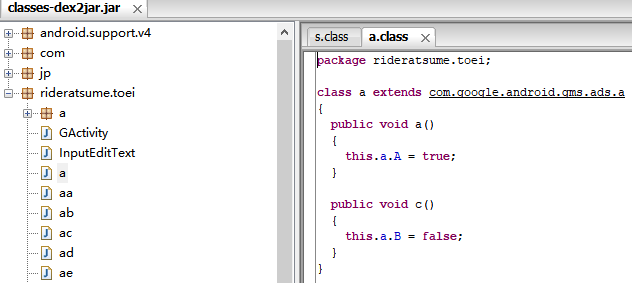 classes-dex2jar.jar
android.support.v4
com
jp
rideratsume.toei
a
GActivity
InputEditText
a
aa
ab
ac
ad
ae
s.class
a.class
package rideratsume.toei;
class a extends com.google.android.gms.ads.a
{
public void a()
{
this.a.A = true;
}
public void c()
{
this.a.B = false;
}
}